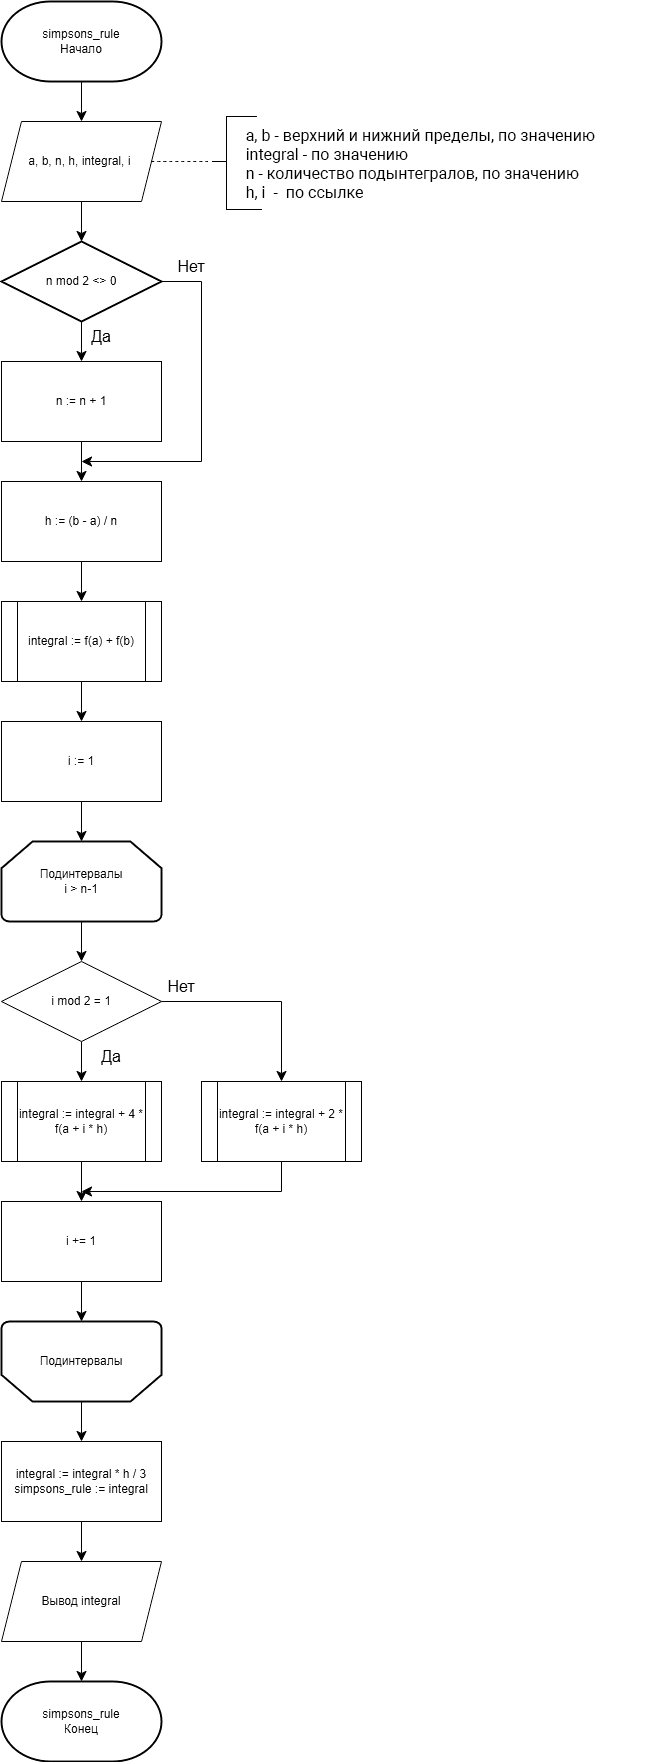 simpsons_rule
Начало
a, b, n, h, integral, i
a, b - верхний и нижний пределы, по значению
integral - по значению
n - количество подынтегралов, по значению
h, i - по ссылке
n mod 2 <> 0
Нет
Да
n := n + 1
h := (b - a) / n
integral := f(a) + f(b)
i := 1
Подинтервалы
i > n-1
i mod 2 = 1
Нет
Да
integral := integral + 4 *
f(a + i * h)
integral := integral + 2 *
f(a + i * h)
i += 1
Подинтервалы
integral := integral * h / 3
simpsons_rule := integral
Вывод integral
simpsons_rule
Конец